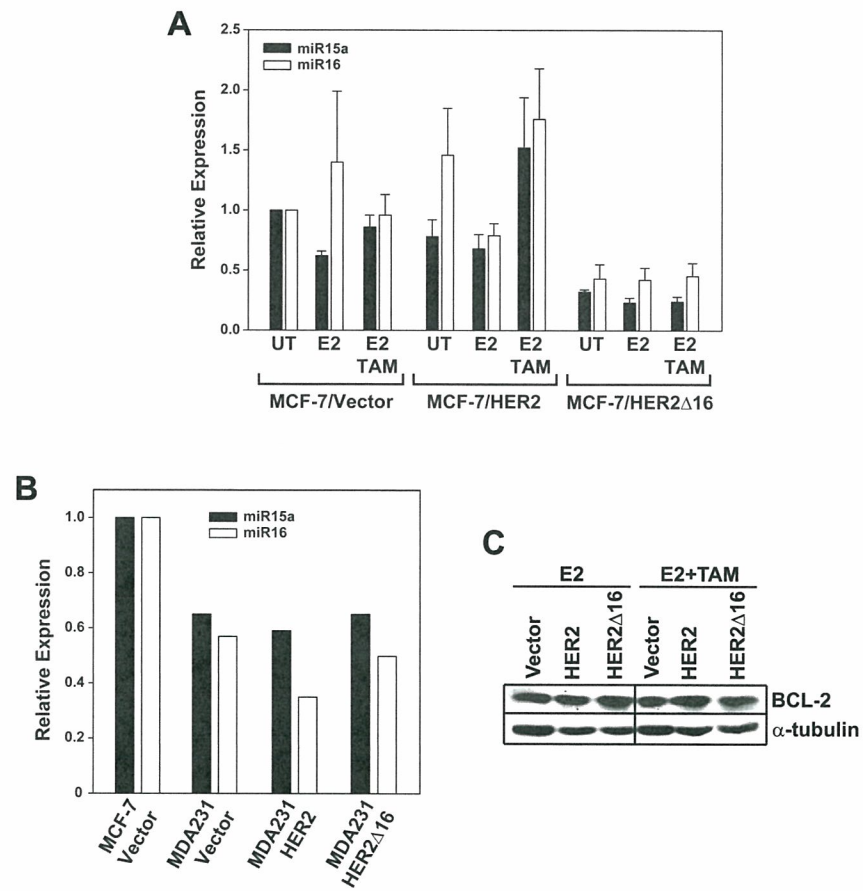 A
2.5
2.0
1.5
1.0
0.5
0.0
Relative Expression
miR15a
miR16
UT E2 E2 UT E2 E2 UT E2 E2
TAM TAM TAM
MCF-7/Vector MCF-7/HER2 MCF-7/HER2Δ16
B
1.0
0.8
0.6
0.4
0.2
0
Relative Expression
miR15a
miR16
MCF-7
Vector
MDA231
Vector
MDA231
HER2
MDA231
HER2Δ16
C
E2 E2+TAM
Vector HER2 HER2Δ16 Vector HER2 HER2Δ16
BCL-2
α-tubulin